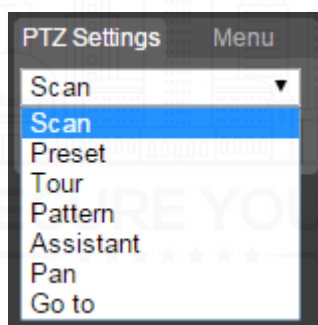 PTZ Settings Menu
Scan
Scan
Preset
Tour
Pattern
Assistant
Pan
Go to